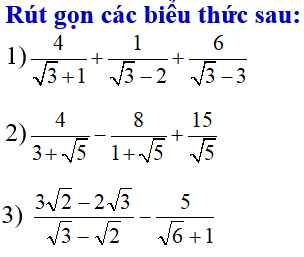 Rút gọn các biểu thức sau:
1) \frac{4}{\sqrt{3}+1}+\frac{1}{\sqrt{3}-2}+\frac{6}{\sqrt{3}-3}
2) \frac{4}{3+\sqrt{5}}-\frac{8}{1+\sqrt{5}}+\frac{15}{\sqrt{5}}
3) \frac{3\sqrt{2}-2\sqrt{3}}{\sqrt{3}-\sqrt{2}}-\frac{5}{\sqrt{6}+1}